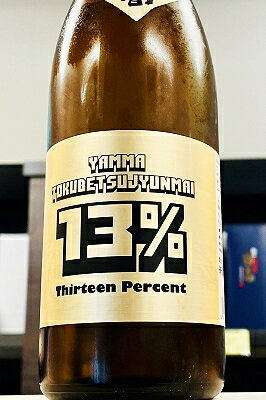 YAMMA
TOKUBETSUJYUNMAI
13%
Thirteen Percent